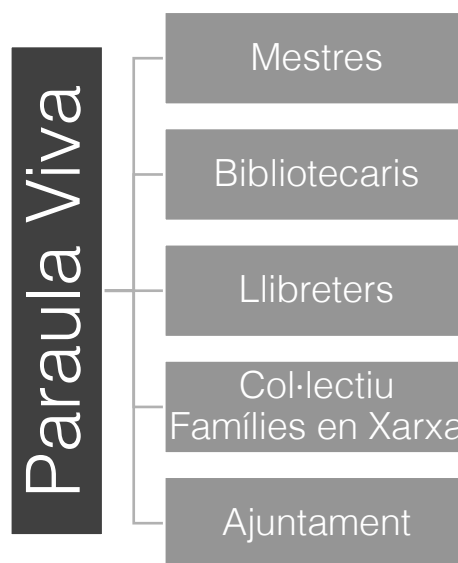 Paraula Viva
Mestres
Bibliotecaris
Llibreters
Col·lectiu
Famílies en Xarxa
Ajuntament